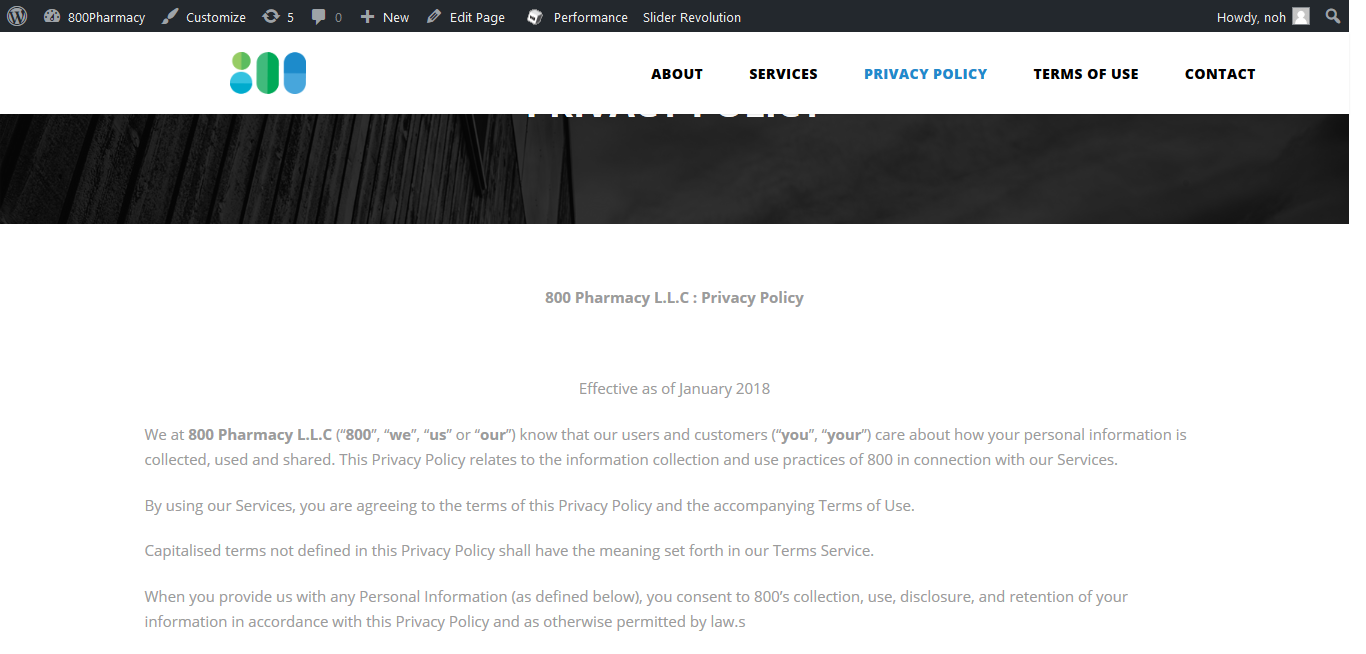 800Pharmacy Customize 5 0 New Edit Page Performance Slider Revolution Howdy, noh
800 ABOUT SERVICES PRIVACY POLICY TERMS OF USE CONTACT
PRIVACY POLICY
800 Pharmacy L.L.C : Privacy Policy
Effective as of January 2018
We at 800 Pharmacy L.L.C (“800”, “we”, “us” or “our”) know that our users and customers (“you”, “your”) care about how your personal information is
collected, used and shared. This Privacy Policy relates to the information collection and use practices of 800 in connection with our Services.
By using our Services, you are agreeing to the terms of this Privacy Policy and the accompanying Terms of Use.
Capitalised terms not defined in this Privacy Policy shall have the meaning set forth in our Terms Service.
When you provide us with any Personal Information (as defined below), you consent to 800’s collection, use, disclosure, and retention of your
information in accordance with this Privacy Policy and as otherwise permitted by law.s